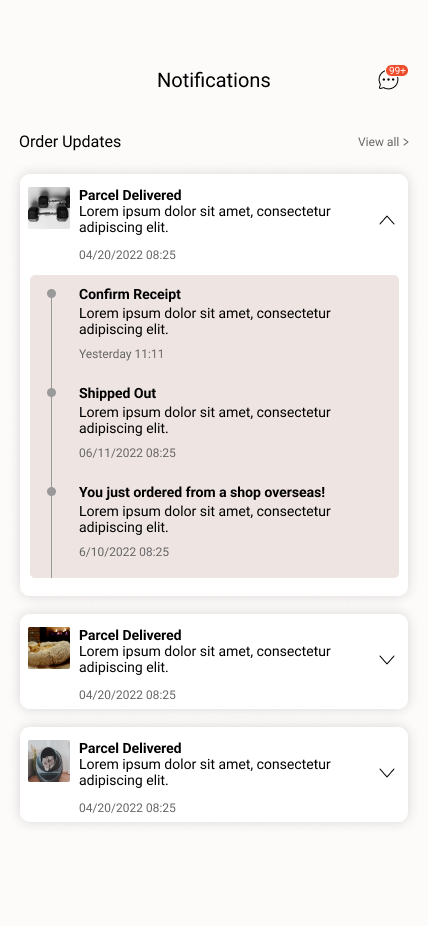 Notifications
99+
Order Updates
View all >
Parcel Delivered
Lorem ipsum dolor sit amet, consectetur
adipiscing elit.
04/20/2022 08:25
Confirm Receipt
Lorem ipsum dolor sit amet, consectetur
adipiscing elit.
Yesterday 11:11
Shipped Out
Lorem ipsum dolor sit amet, consectetur
adipiscing elit.
06/11/2022 08:25
You just ordered from a shop overseas!
Lorem ipsum dolor sit amet, consectetur
adipiscing elit.
6/10/2022 08:25
Parcel Delivered
Lorem ipsum dolor sit amet, consectetur
adipiscing elit.
04/20/2022 08:25
Parcel Delivered
Lorem ipsum dolor sit amet, consectetur
adipiscing elit.
04/20/2022 08:25